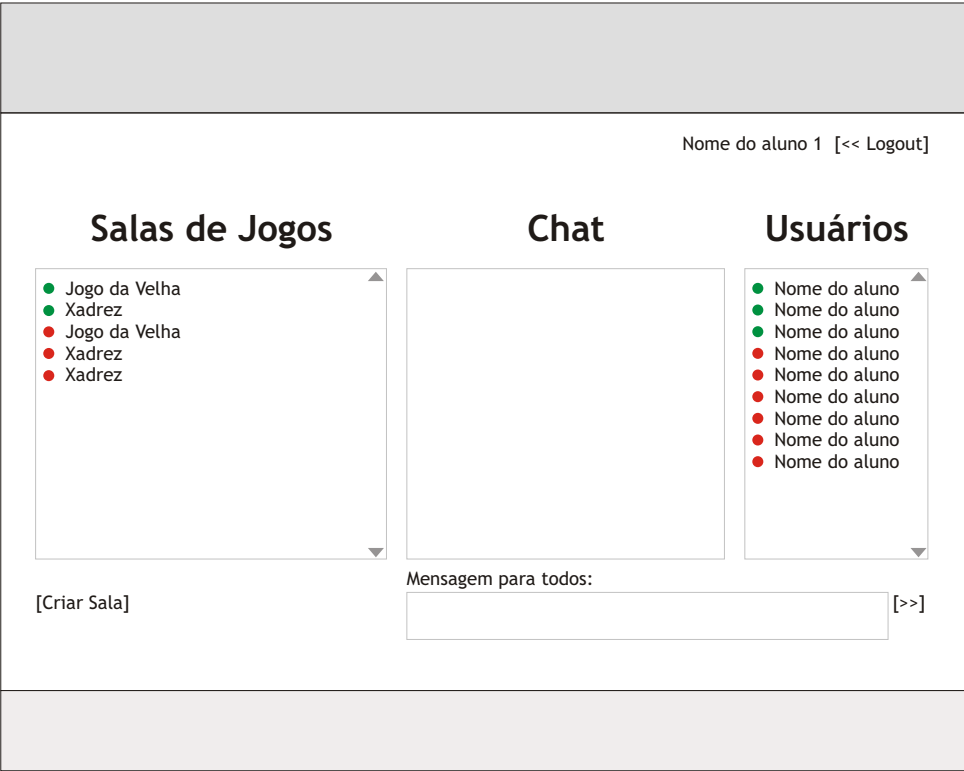 Nome do aluno 1 [<< Logout]
Salas de Jogos
Jogo da Velha
Xadrez
Jogo da Velha
Xadrez
Xadrez
[Criar Sala]
Chat
Mensagem para todos:
[>>]
Usuários
Nome do aluno
Nome do aluno
Nome do aluno
Nome do aluno
Nome do aluno
Nome do aluno
Nome do aluno
Nome do aluno
Nome do aluno